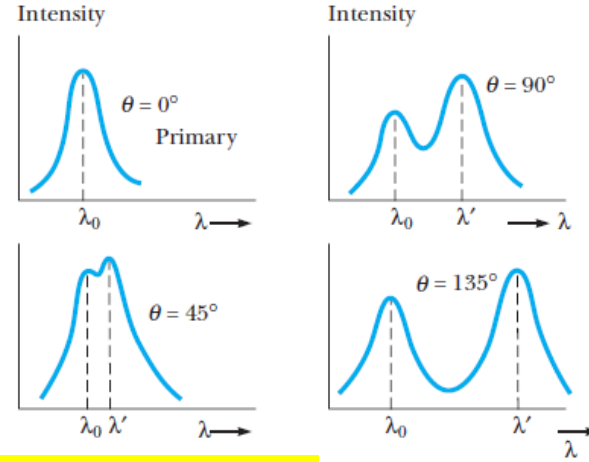 Intensity
θ = 0°
Primary
λ₀ λ
Intensity
θ = 90°
λ₀ λ′ λ
θ = 45°
λ₀ λ′ λ
θ = 135°
λ₀ λ′
λ